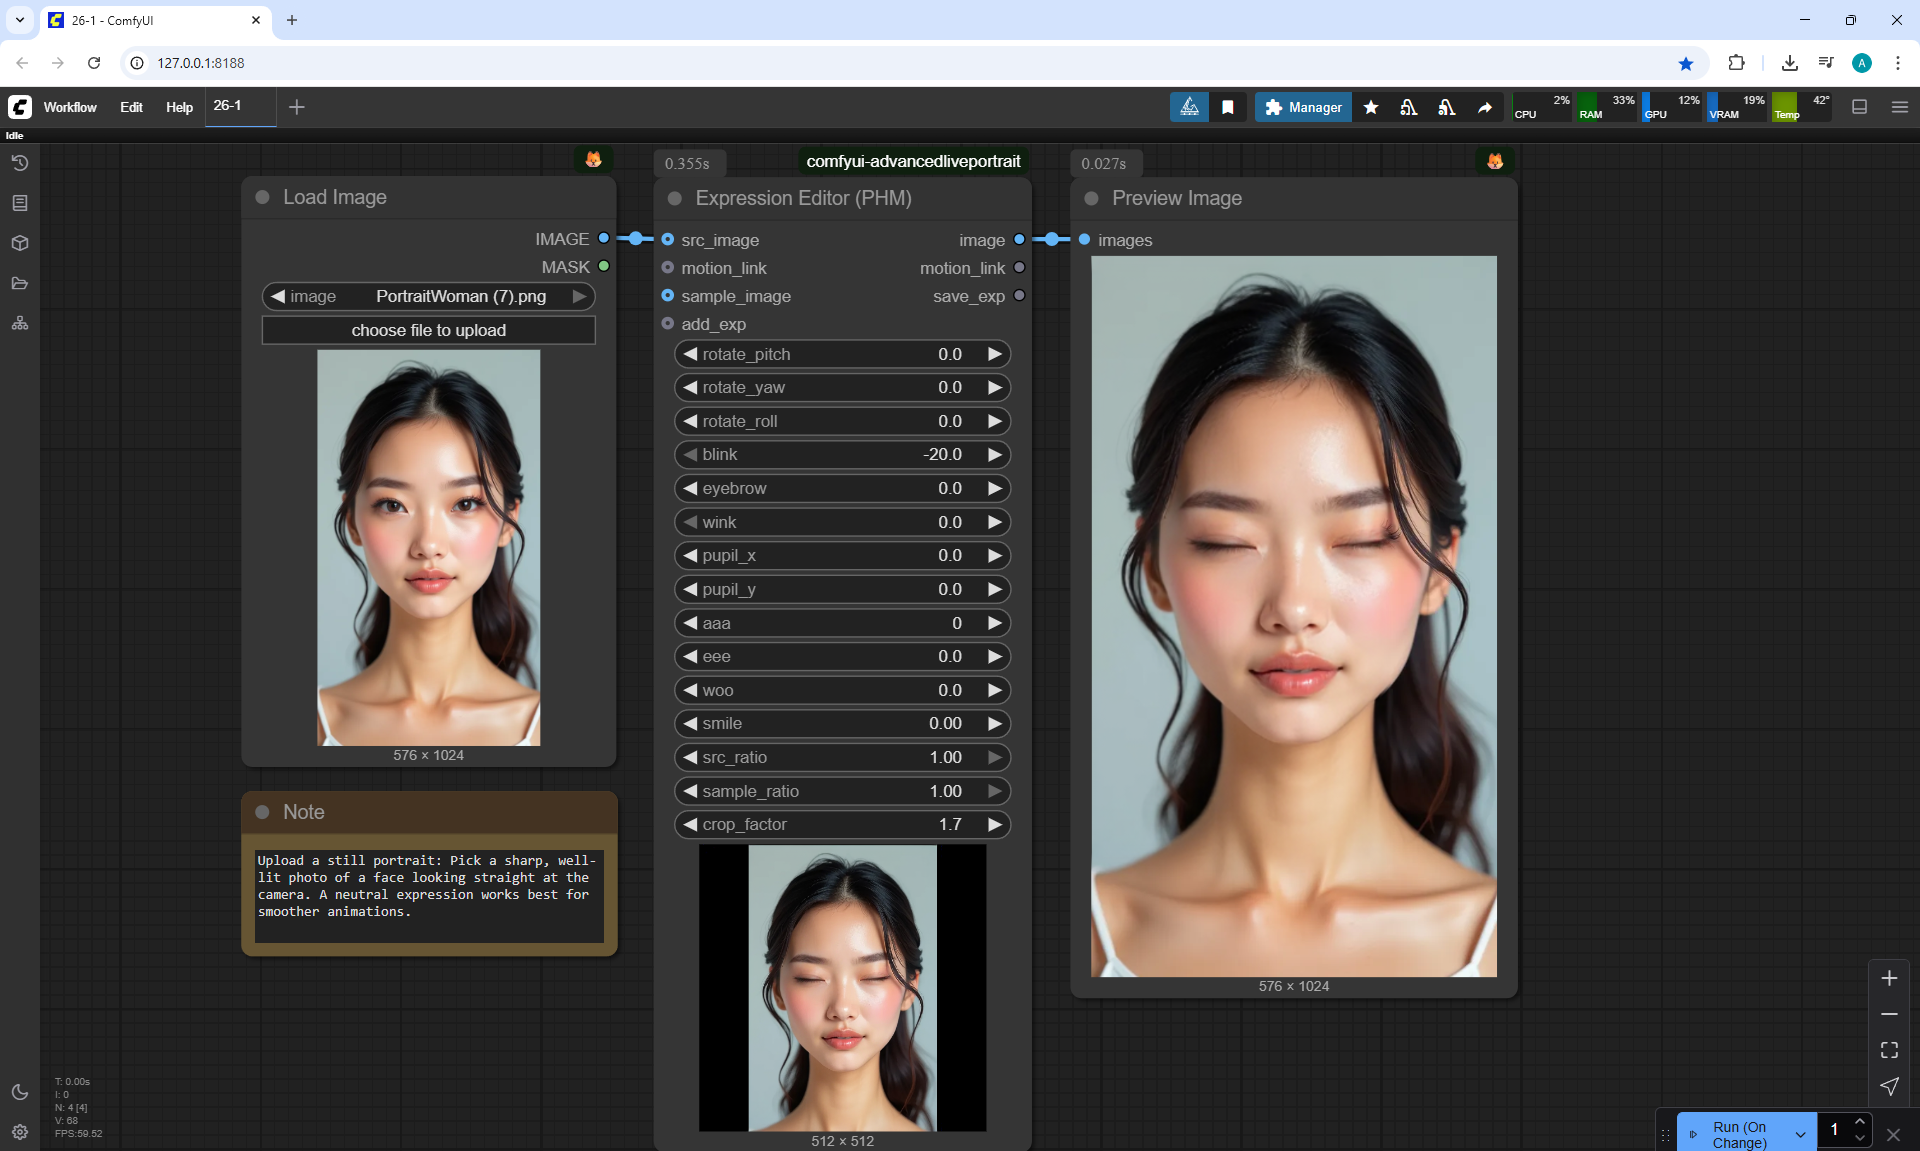 26-1 - ComfyUI
127.0.0.1:8188
Workflow Edit Help 26-1
Manager
CPU 2% RAM 33% GPU 12% VRAM 19% Temp 42°
Idle
Load Image
IMAGE
MASK
image PortraitWoman (7).png
choose file to upload
576 × 1024
Note
Upload a still portrait: Pick a sharp, well-
lit photo of a face looking straight at the
camera. A neutral expression works best for
smoother animations.
0.355s
comfyui-advancedliveportrait
Expression Editor (PHM)
src_image image
motion_link motion_link
sample_image save_exp
add_exp
rotate_pitch 0.0
rotate_yaw 0.0
rotate_roll 0.0
blink -20.0
eyebrow 0.0
wink 0.0
pupil_x 0.0
pupil_y 0.0
aaa 0
eee 0.0
woo 0.0
smile 0.00
src_ratio 1.00
sample_ratio 1.00
crop_factor 1.7
512 × 512
0.027s
Preview Image
images
576 × 1024
T: 0.00s
I: 0
N: 4 [4]
V: 68
FPS:59.52
Run (On
Change)
1
A